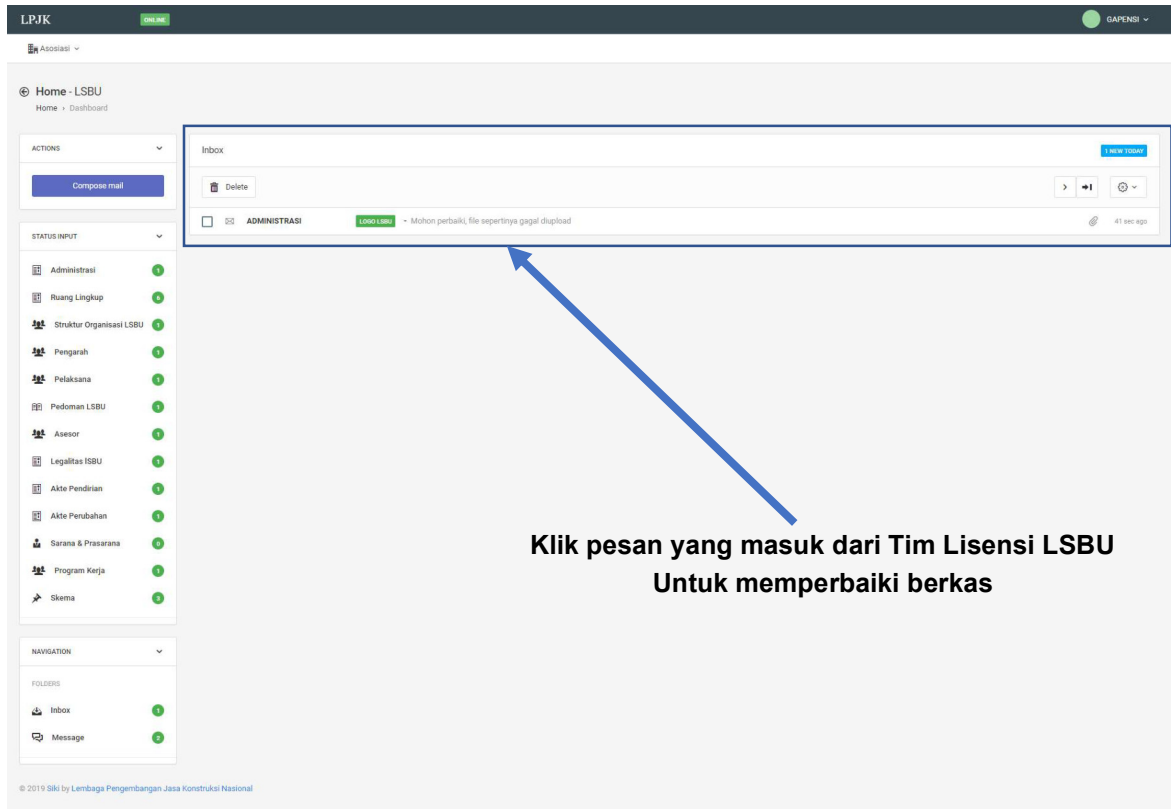 LPJK ONLINE GAPENSI
Asosiasi
Home - LSBU
Home › Dashboard
ACTIONS
Compose mail
STATUS INPUT
Administrasi 1
Ruang Lingkup 6
Struktur Organisasi LSBU 1
Pengarah 1
Pelaksana 1
Pedoman LSBU 1
Asesor 1
Legalitas lSBU 1
Akte Pendirian 1
Akte Perubahan 1
Sarana & Prasarana
Program Kerja 1
Skema 3
NAVIGATION
FOLDERS
Inbox 1
Message 2
Inbox 1 NEW TODAY
Delete
ADMINISTRASI LOGO LSBU - Mohon perbaiki, file sepertinya gagal diupload 41 sec ago
Klik pesan yang masuk dari Tim Lisensi LSBU
Untuk memperbaiki berkas
© 2019 Siki by Lembaga Pengembangan Jasa Konstruksi Nasional